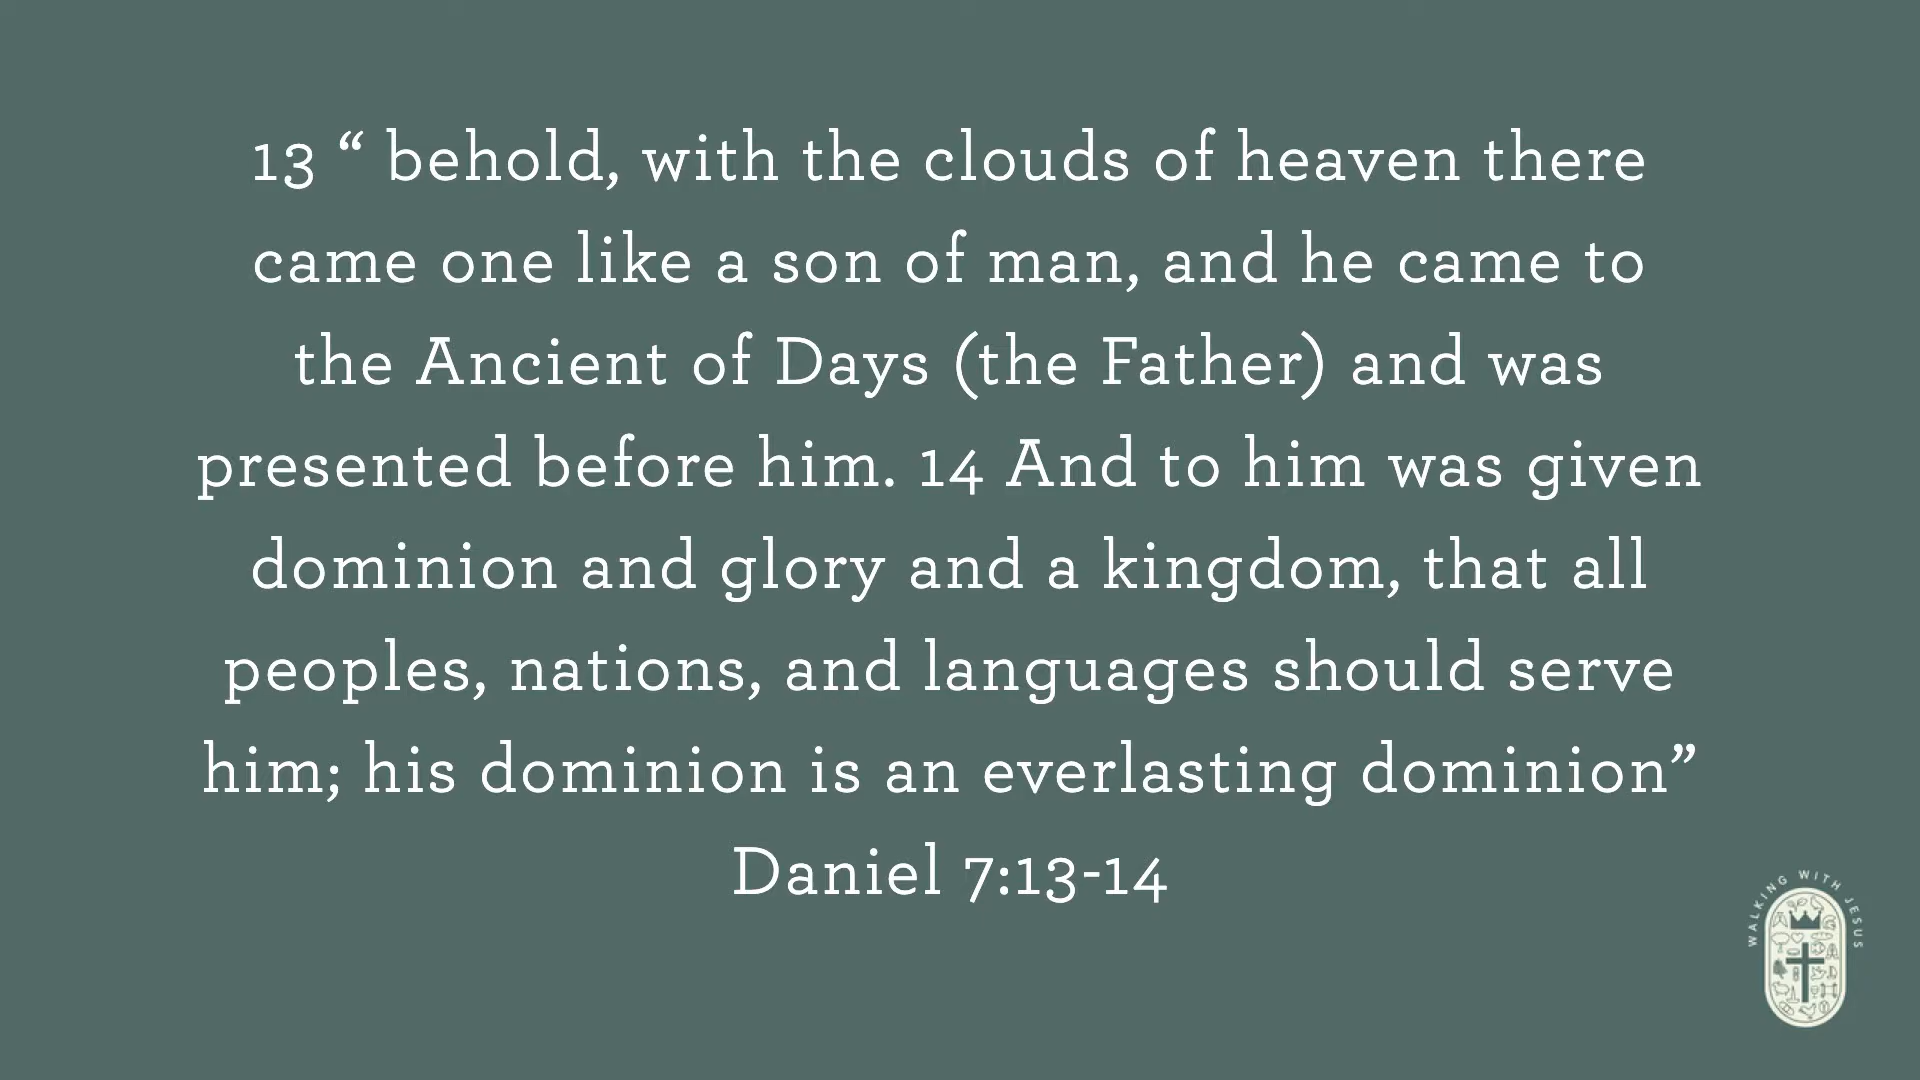 13 “ behold, with the clouds of heaven there
came one like a son of man, and he came to
the Ancient of Days (the Father) and was
presented before him. 14 And to him was given
dominion and glory and a kingdom, that all
peoples, nations, and languages should serve
him; his dominion is an everlasting dominion”
Daniel 7:13-14
WALKING WITH JESUS